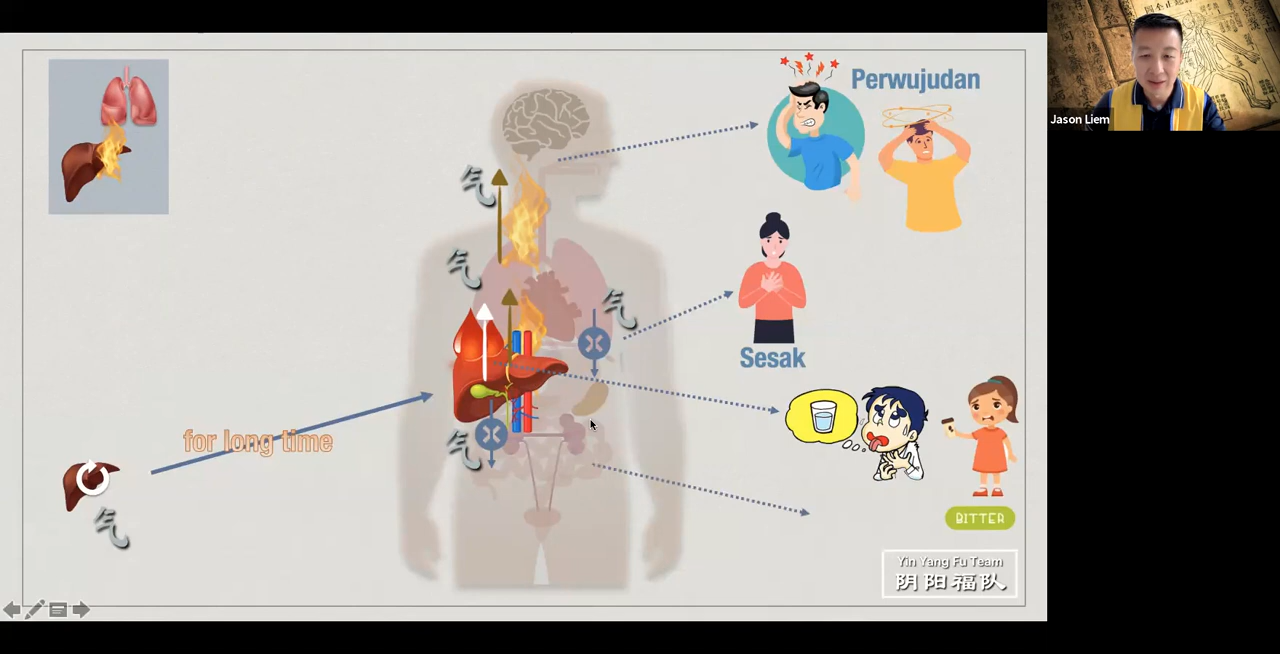 Perwujudan
Jason Liem
气
气
气
Sesak
for long time
气
气
BITTER
Yin Yang Fu Team
阴阳福队